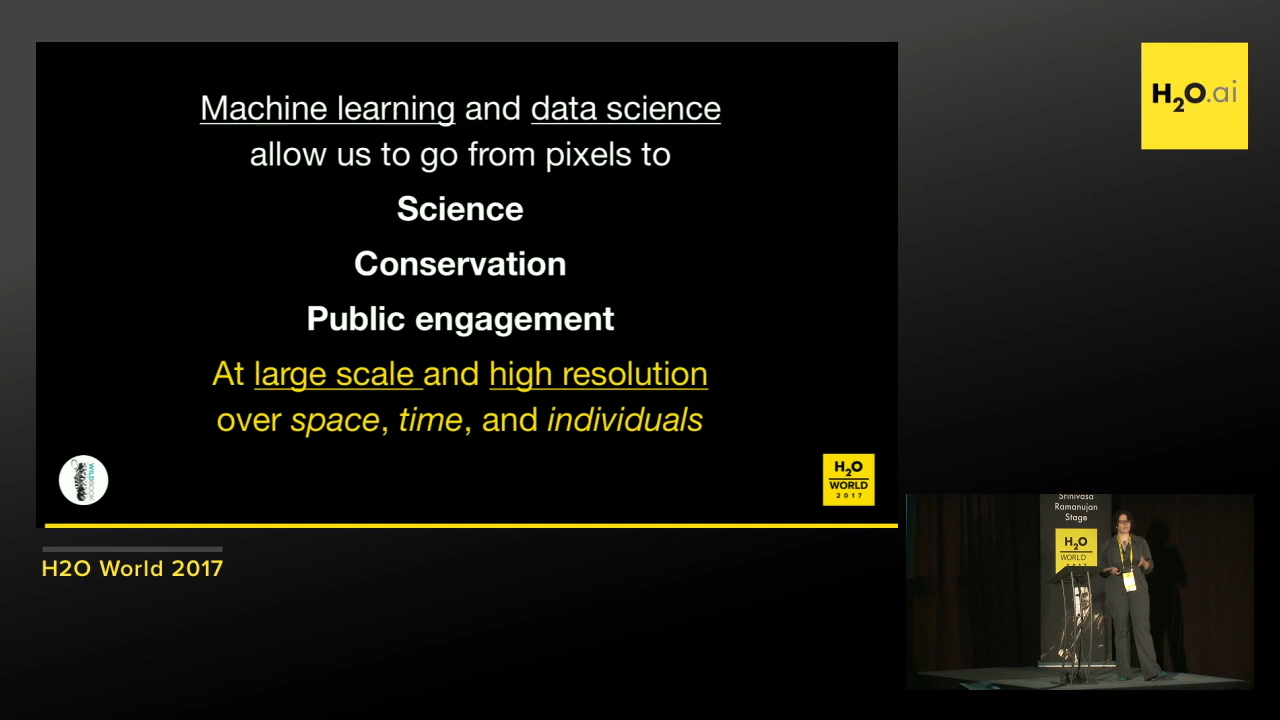 Machine learning and data science
allow us to go from pixels to
Science
Conservation
Public engagement
At large scale and high resolution
over space, time, and individuals
WILDBOOK
H2O
WORLD
2017
H2O.ai
H2O World 2017
Srinivasa
Ramanujan
Stage
H2O
WORLD
2017